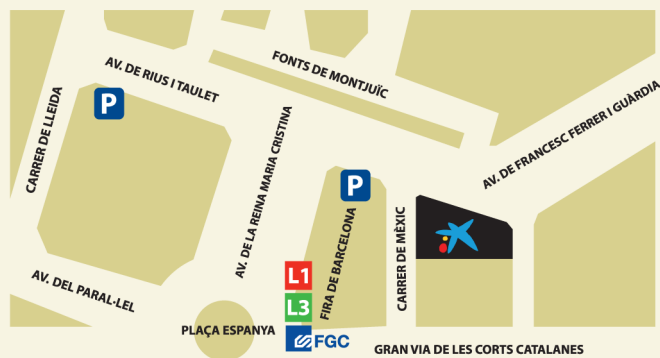 FONTS DE MONTJUÏC
AV. DE RIUS I TAULET
P
CARRER DE LLEIDA
AV. DE FRANCESC FERRER I GUÀRDIA
AV. DE LA REINA MARIA CRISTINA
P
FIRA DE BARCELONA
CARRER DE MÈXIC
L1
L3
AV. DEL PARAL·LEL
PLAÇA ESPANYA
FGC
GRAN VIA DE LES CORTS CATALANES